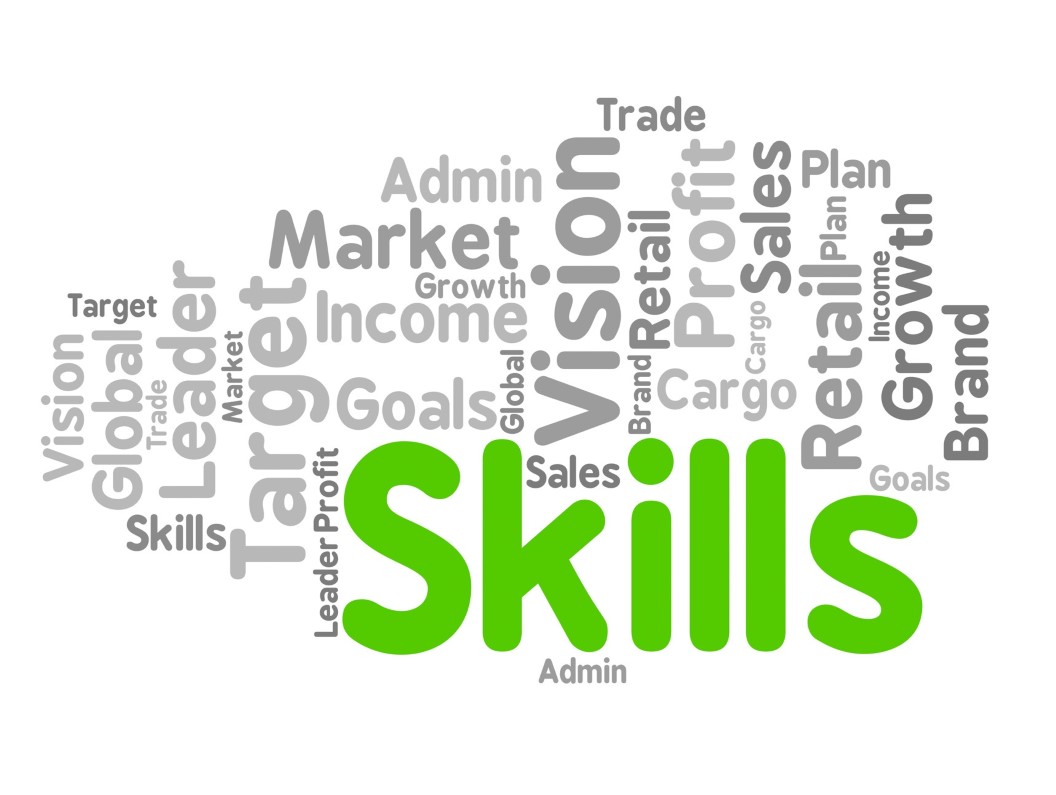 Trade
Admin
Vision
Profit
Sales
Plan
Market
Retail
Plan
Growth
Growth
Income
Target
Leader
Target
Income
Retail
Cargo
Brand
Vision
Global
Trade
Market
Goals
Global
Brand
Cargo
Skills
Sales
Goals
Skills
Profit
Leader
Admin